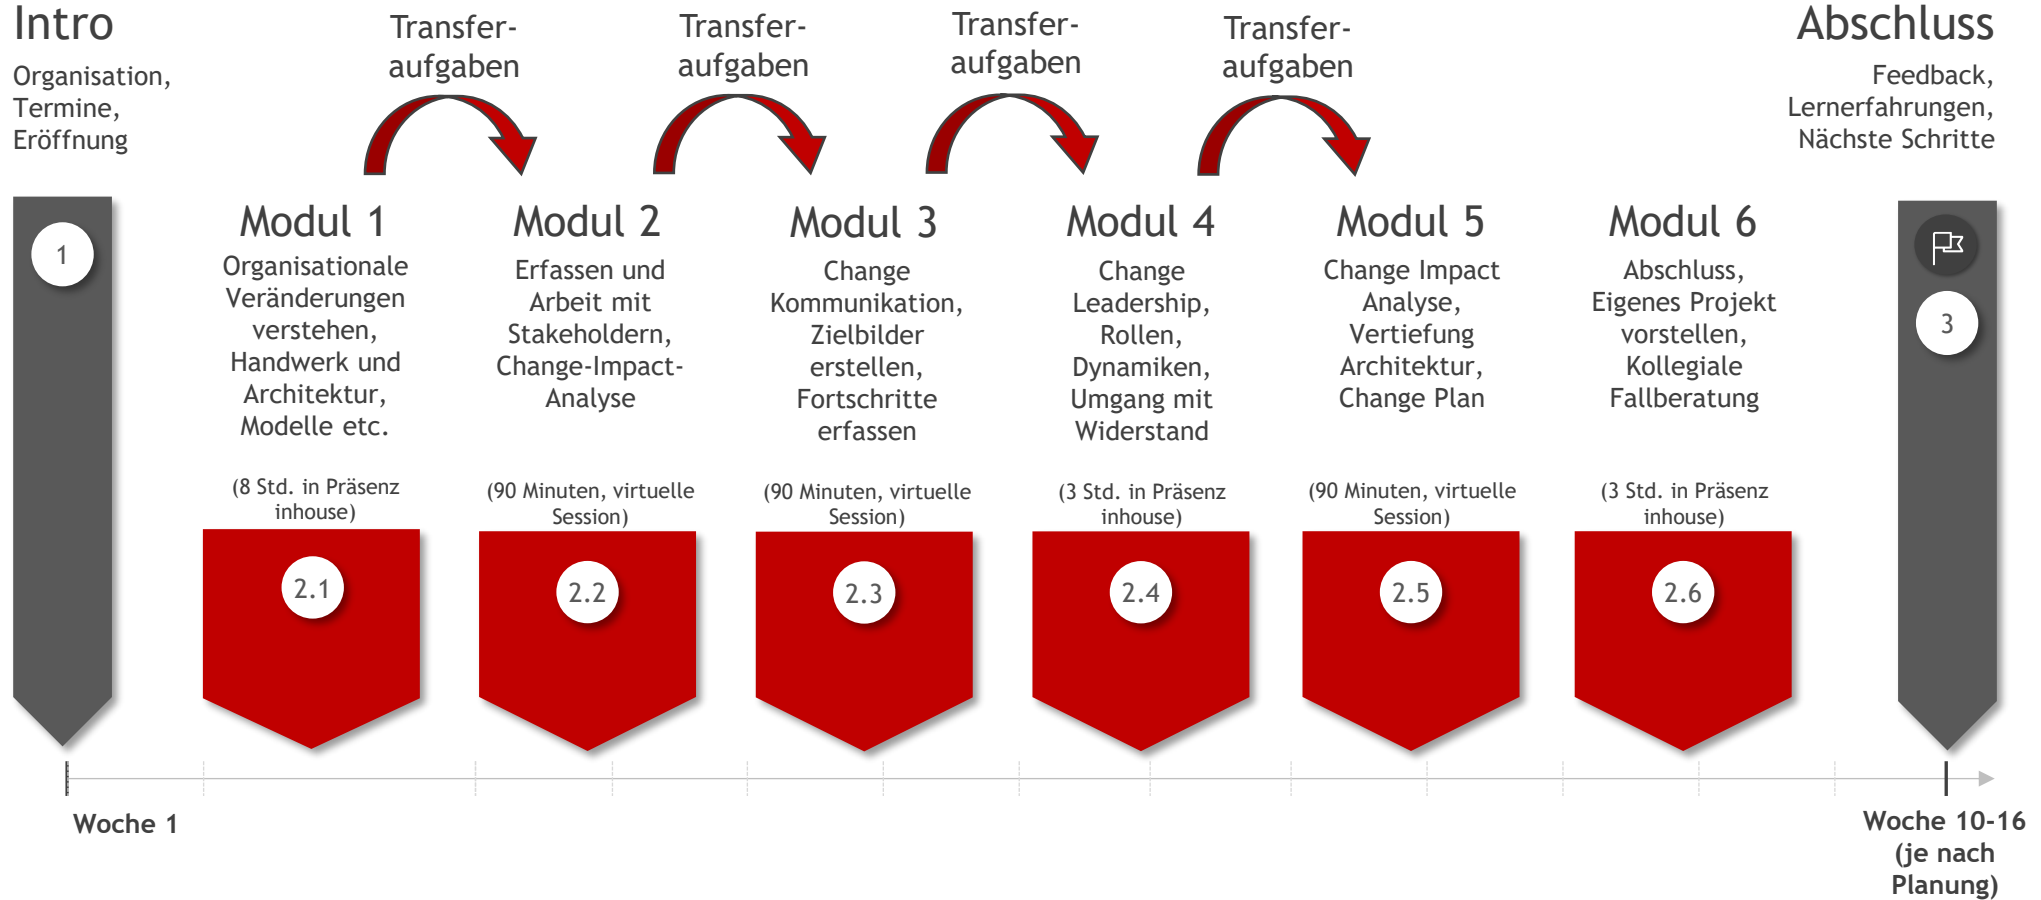 Intro
Organisation,
Termine,
Eröffnung
Transfer-
aufgaben
Transfer-
aufgaben
Transfer-
aufgaben
Transfer-
aufgaben
Abschluss
Feedback,
Lernerfahrungen,
Nächste Schritte
1
Modul 1
Organisationale
Veränderungen
verstehen,
Handwerk und
Architektur,
Modelle etc.
(8 Std. in Präsenz
inhouse)
2.1
Modul 2
Erfassen und
Arbeit mit
Stakeholdern,
Change-Impact-
Analyse
(90 Minuten, virtuelle
Session)
2.2
Modul 3
Change
Kommunikation,
Zielbilder
erstellen,
Fortschritte
erfassen
(90 Minuten, virtuelle
Session)
2.3
Modul 4
Change
Leadership,
Rollen,
Dynamiken,
Umgang mit
Widerstand
(3 Std. in Präsenz
inhouse)
2.4
Modul 5
Change Impact
Analyse,
Vertiefung
Architektur,
Change Plan
(90 Minuten, virtuelle
Session)
2.5
Modul 6
Abschluss,
Eigenes Projekt
vorstellen,
Kollegiale
Fallberatung
(3 Std. in Präsenz
inhouse)
2.6
3
Woche 1
Woche 10-16
(je nach
Planung)